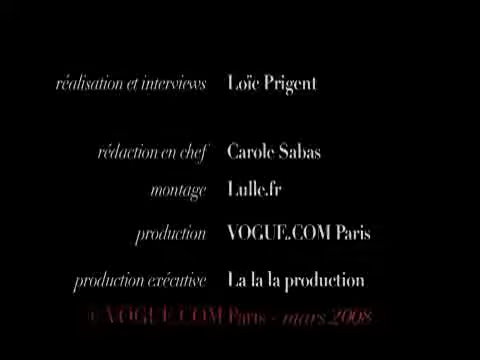 réalisation et interviews Loïc Prigent
rédaction en chef Carole Sabas
montage Lulle.fr
production VOGUE.COM Paris
production exécutive La la la production
© VOGUE.COM Paris - mars 2008